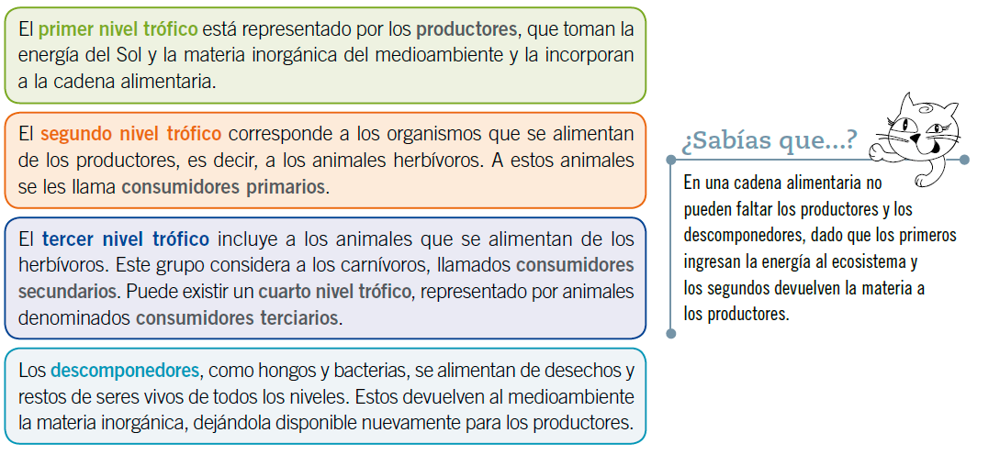 El primer nivel trófico está representado por los productores, que toman la
energía del Sol y la materia inorgánica del medioambiente y la incorporan
a la cadena alimentaria.
El segundo nivel trófico corresponde a los organismos que se alimentan
de los productores, es decir, a los animales herbívoros. A estos animales
se les llama consumidores primarios.
El tercer nivel trófico incluye a los animales que se alimentan de los
herbívoros. Este grupo considera a los carnívoros, llamados consumidores
secundarios. Puede existir un cuarto nivel trófico, representado por animales
denominados consumidores terciarios.
Los descomponedores, como hongos y bacterias, se alimentan de desechos y
restos de seres vivos de todos los niveles. Estos devuelven al medioambiente
la materia inorgánica, dejándola disponible nuevamente para los productores.
¿Sabías que...?
En una cadena alimentaria no
pueden faltar los productores y los
descomponedores, dado que los primeros
ingresan la energía al ecosistema y
los segundos devuelven la materia a
los productores.